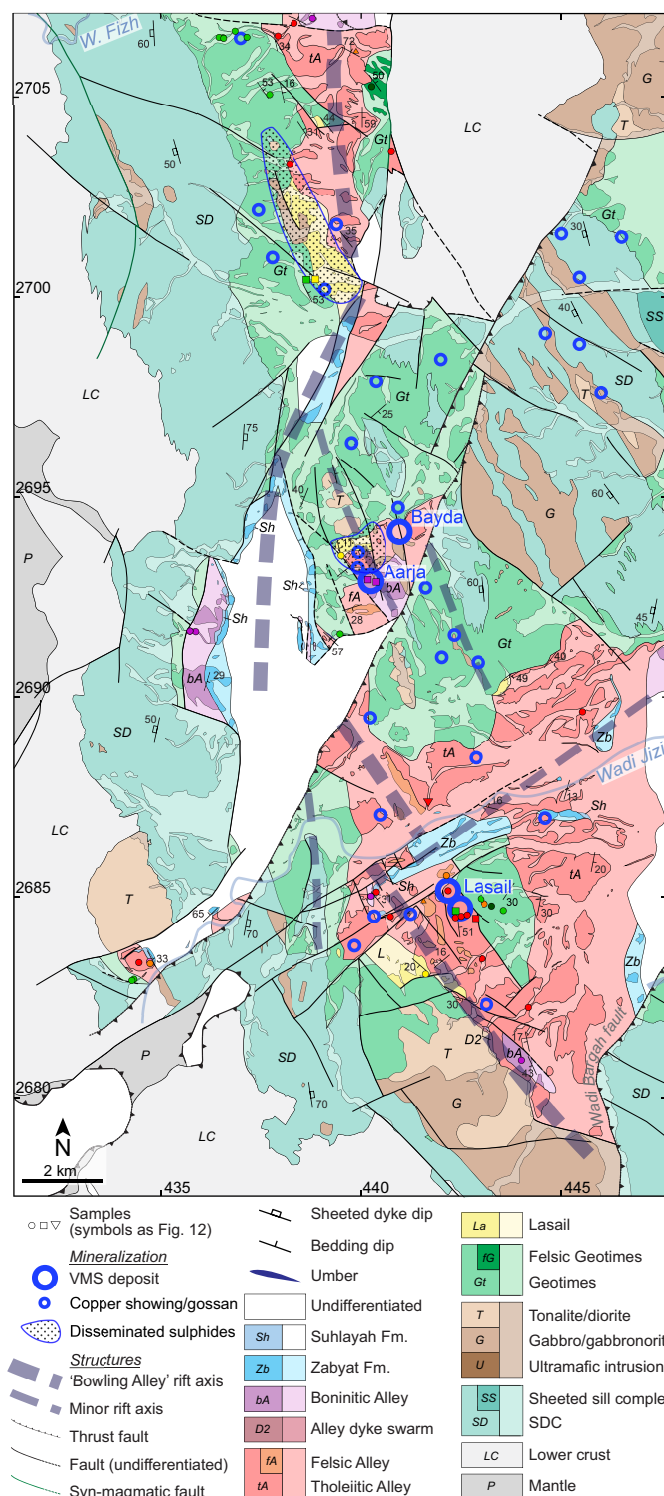 W. Fizh
60
34
tA
72
50
G
2705
53
16
44
31
59
T
Gt
LC
50
SD
35
Gt
30
Gt
53
2700
40
SS
Gt
SD
LC
25
T
75
2695
40
T
60
G
Sh
Bayda
P
11
Sh
Aarja
Sh
fA
bA
60
28
45
57
Gt
bA
29
49
40
2690
SD
50
Zb
tA
Wadi Jizi
16
13
Sh
LC
Zb
2685
Sh
tA
20
T
31
Lasail
30
65
70
51
30
33
16
L
20
Zb
30
D2
17
P
SD
T
bA
43
2680
Wadi Barqah fault
SD
G
70
N
LC
2 km
435
440
445
Samples
(symbols as Fig. 12)
Mineralization
VMS deposit
Copper showing/gossan
Disseminated sulphides
Structures
'Bowling Alley' rift axis
Minor rift axis
Thrust fault
Fault (undifferentiated)
Syn-magmatic fault
Sheeted dyke dip
Bedding dip
Umber
Undifferentiated
Sh Suhlayah Fm.
Zb Zabyat Fm.
bA Boninitic Alley
D2 Alley dyke swarm
fA Felsic Alley
tA Tholeiitic Alley
La Lasail
fG Felsic Geotimes
Gt Geotimes
T Tonalite/diorite
G Gabbro/gabbronorit
U Ultramafic intrusion
SS Sheeted sill comple
SD SDC
LC Lower crust
P Mantle